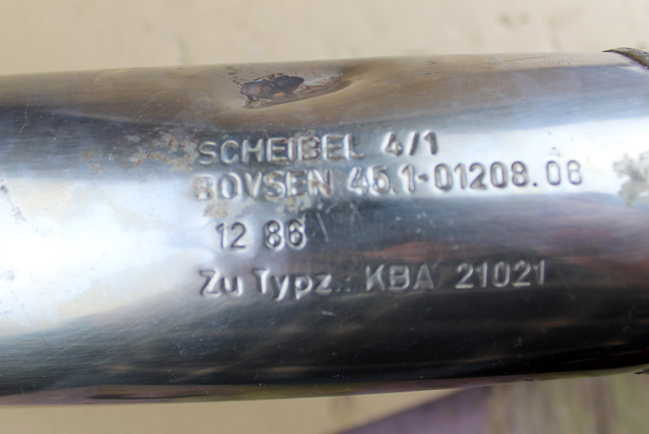 SCHEIBEL 4/1
BOVSEN 45.1-01208.08
12 86
Zu Typz.: KBA 21021